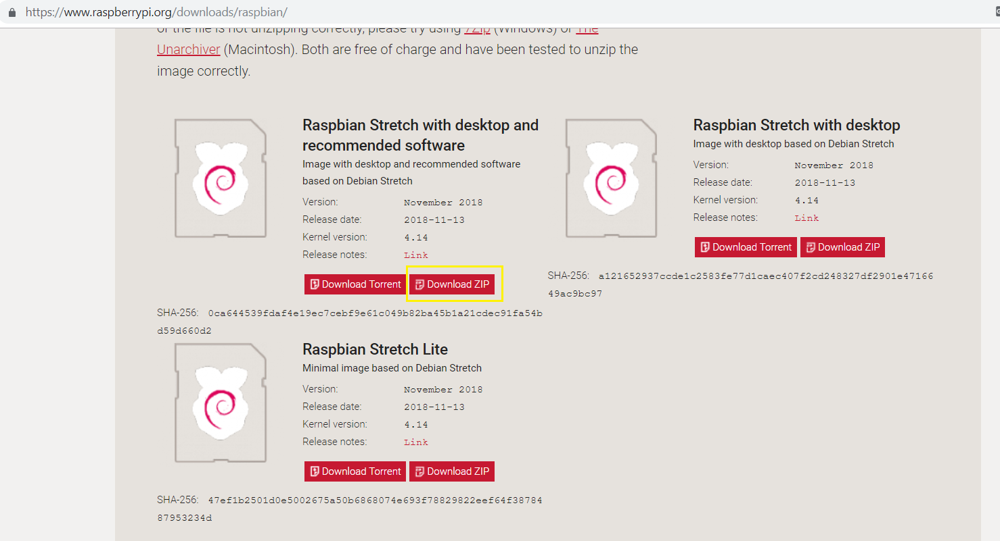 https://www.raspberrypi.org/downloads/raspbian/
or the file is not unzipping correctly, please try using 7Zip (Windows) or The
Unarchiver (Macintosh). Both are free of charge and have been tested to unzip the
image correctly.
Raspbian Stretch with desktop and
recommended software
Image with desktop and recommended software
based on Debian Stretch
Version: November 2018
Release date: 2018-11-13
Kernel version: 4.14
Release notes: Link
Download Torrent Download ZIP
SHA-256: 0ca644539fdaf4e19ec7cebf9e61c049b82ba45b1a21cdec91fa54b
d59d660d2
Raspbian Stretch with desktop
Image with desktop based on Debian Stretch
Version: November 2018
Release date: 2018-11-13
Kernel version: 4.14
Release notes: Link
Download Torrent Download ZIP
SHA-256: a121652937ccde1c2583fe77d1caec407f2cd248327df2901e47166
49ac9bc97
Raspbian Stretch Lite
Minimal image based on Debian Stretch
Version: November 2018
Release date: 2018-11-13
Kernel version: 4.14
Release notes: Link
Download Torrent Download ZIP
SHA-256: 47ef1b2501d0e5002675a50b6868074e693f78829822eef64f38784
87953234d